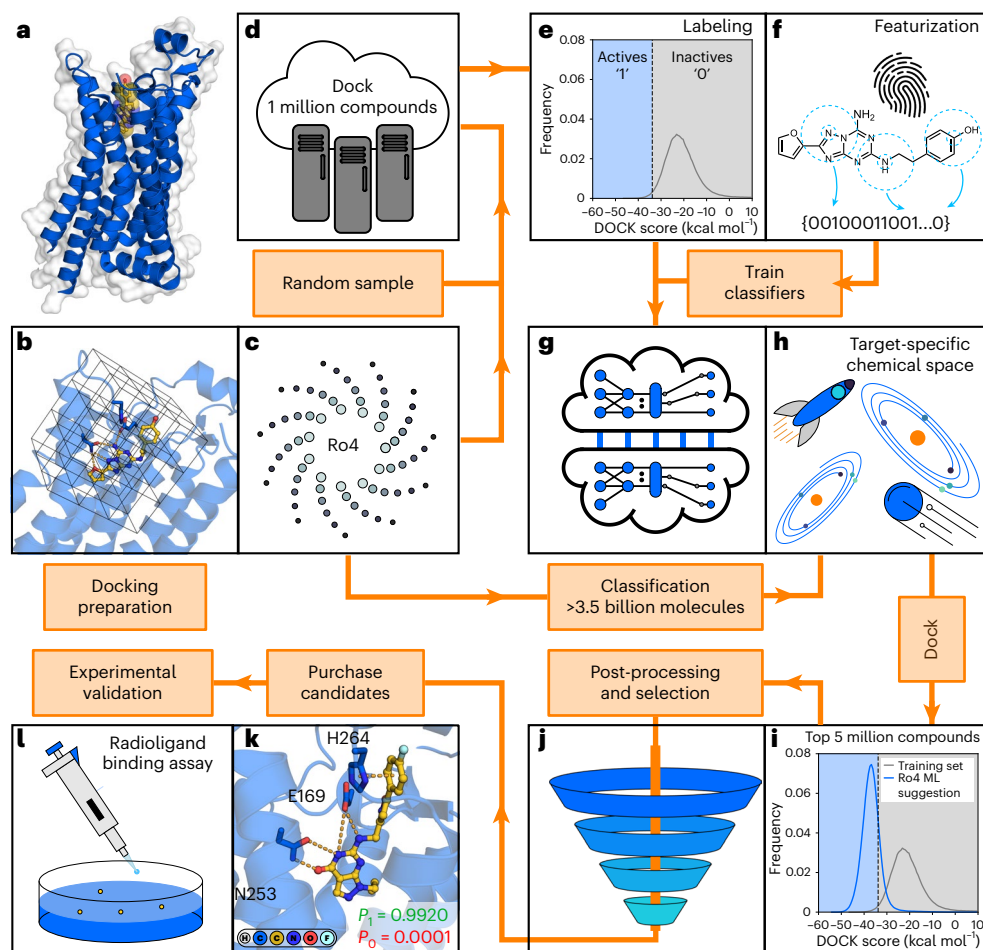 a
d
Dock
1 million compounds
e
Labeling
Actives
'1'
Inactives
'0'
Frequency
0.08
0.06
0.04
0.02
0
−60 −50 −40 −30 −20 −10 0 10
DOCK score (kcal mol⁻¹)
f
Featurization
NH₂
N
N
N
N
N
N
H
O
OH
{00100011001...0}
Random sample
Train
classifiers
b
c
Ro4
g
h
Target-specific
chemical space
Docking
preparation
Classification
>3.5 billion molecules
Dock
Experimental
validation
Purchase
candidates
Post-processing
and selection
l
Radioligand
binding assay
k
H264
E169
N253
P₁ = 0.9920
P₀ = 0.0001
H C C N O F
j
i
Top 5 million compounds
Training set
Ro4 ML
suggestion
Frequency
0.08
0.06
0.04
0.02
0
−60 −50 −40 −30 −20 −10 0 10
DOCK score (kcal mol⁻¹)